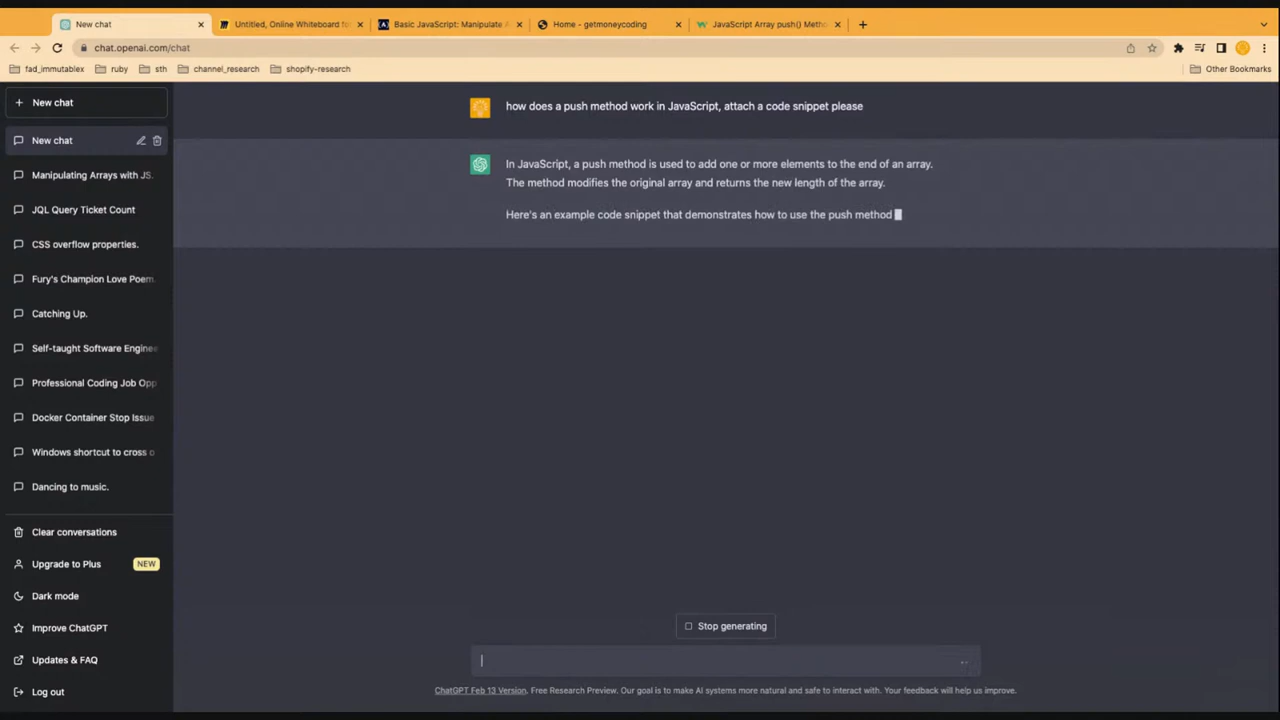 New chat
Untitled, Online Whiteboard fo
Basic JavaScript: Manipulate A
Home - getmoneycoding
JavaScript Array push() Metho
chat.openai.com/chat
fad_immutablex
ruby
sth
channel_research
shopify-research
Other Bookmarks
New chat
New chat
Manipulating Arrays with JS.
JQL Query Ticket Count
CSS overflow properties.
Fury's Champion Love Poem.
Catching Up.
Self-taught Software Enginee
Professional Coding Job Opp
Docker Container Stop Issue
Windows shortcut to cross o
Dancing to music.
Clear conversations
Upgrade to Plus NEW
Dark mode
Improve ChatGPT
Updates & FAQ
Log out
how does a push method work in JavaScript, attach a code snippet please
In JavaScript, a push method is used to add one or more elements to the end of an array.
The method modifies the original array and returns the new length of the array.
Here's an example code snippet that demonstrates how to use the push method
Stop generating
ChatGPT Feb 13 Version. Free Research Preview. Our goal is to make AI systems more natural and safe to interact with. Your feedback will help us improve.